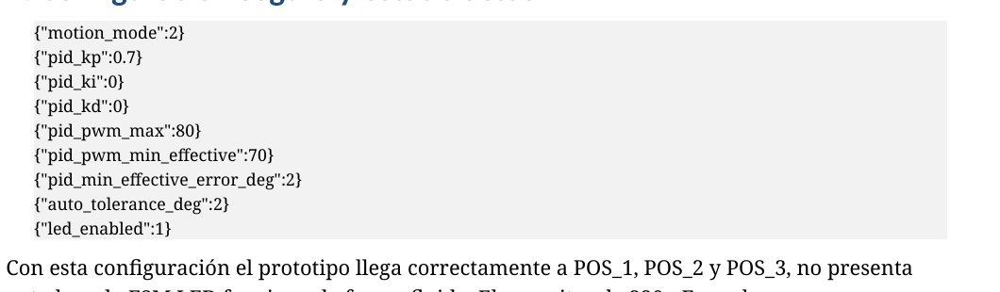 {"motion_mode":2}
{"pid_kp":0.7}
{"pid_ki":0}
{"pid_kd":0}
{"pid_pwm_max":80}
{"pid_pwm_min_effective":70}
{"pid_min_effective_error_deg":2}
{"auto_tolerance_deg":2}
{"led_enabled":1}
Con esta configuración el prototipo llega correctamente a POS_1, POS_2 y POS_3, no presenta